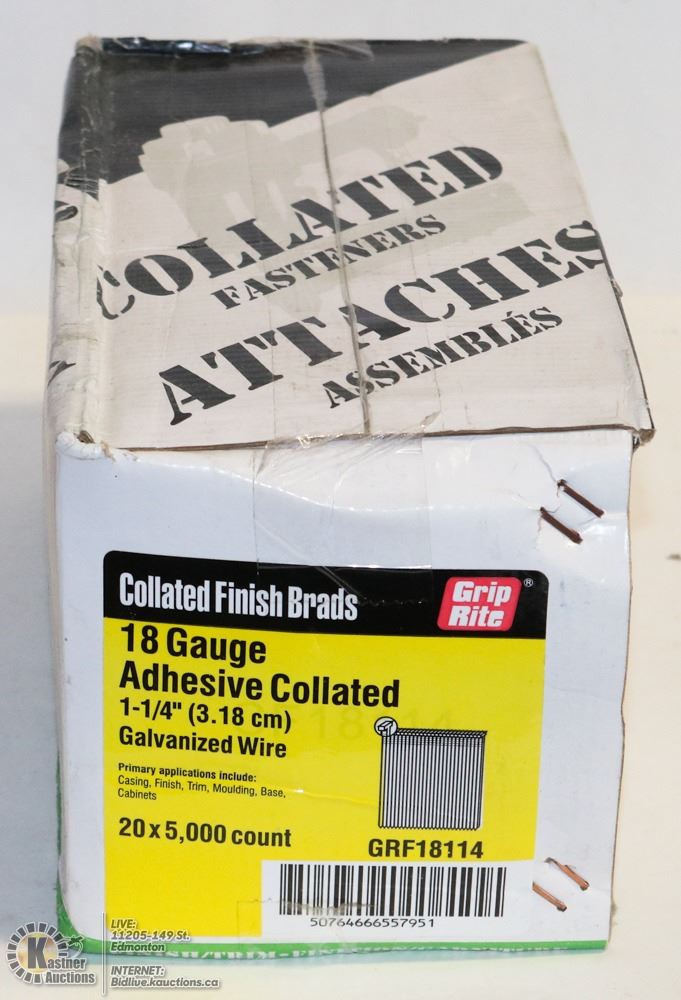 COLLATED
FASTENERS
ATTACHES
ASSEMBLÉS
Collated Finish Brads
Grip Rite ®
18 Gauge
Adhesive Collated
1-1/4" (3.18 cm)
Galvanized Wire
Primary applications include:
Casing, Finish, Trim, Moulding, Base,
Cabinets
20 x 5,000 count
GRF18114
50764666557951
LIVE:
11205-149 St.
Edmonton
INTERNET:
Bidlive.kauctions.ca
Kastner
Auctions